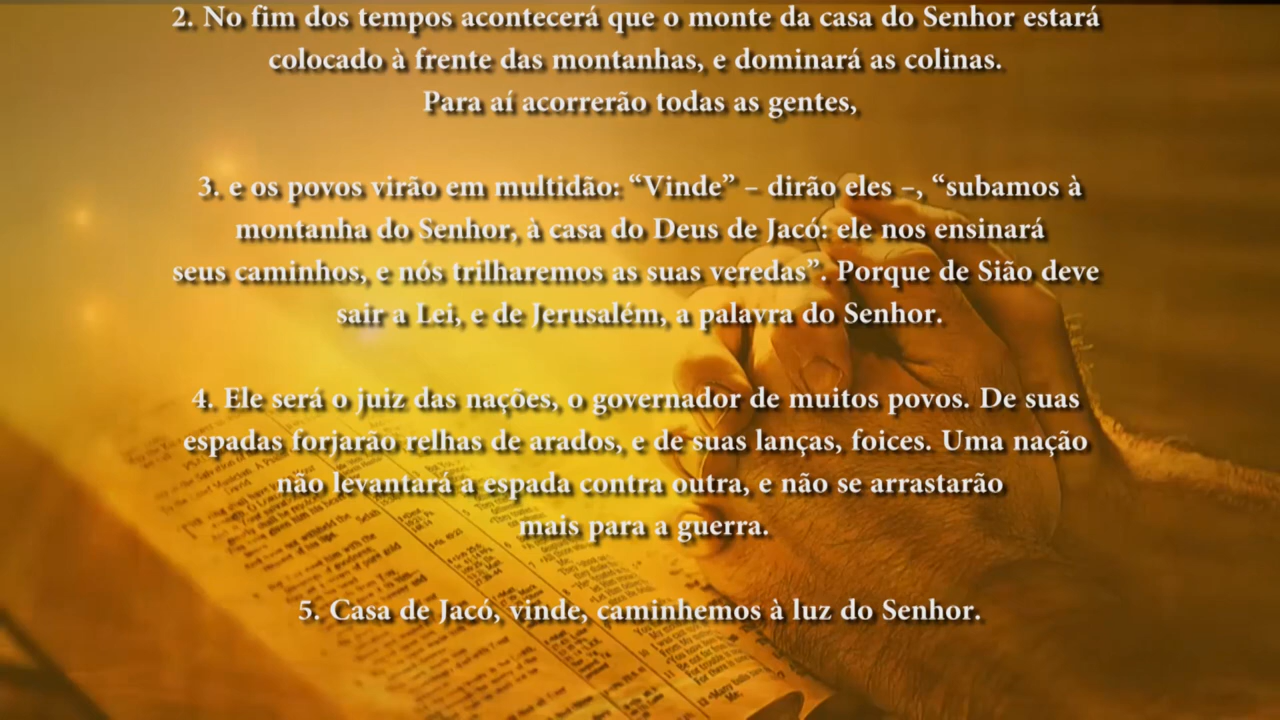 2. No fim dos tempos acontecerá que o monte da casa do Senhor estará
colocado à frente das montanhas, e dominará as colinas.
Para aí acorrerão todas as gentes,
3. e os povos virão em multidão: “Vinde” – dirão eles –, “subamos à
montanha do Senhor, à casa do Deus de Jacó: ele nos ensinará
seus caminhos, e nós trilharemos as suas veredas”. Porque de Sião deve
sair a Lei, e de Jerusalém, a palavra do Senhor.
4. Ele será o juiz das nações, o governador de muitos povos. De suas
espadas forjarão relhas de arados, e de suas lanças, foices. Uma nação
não levantará a espada contra outra, e não se arrastarão
mais para a guerra.
5. Casa de Jacó, vinde, caminhemos à luz do Senhor.